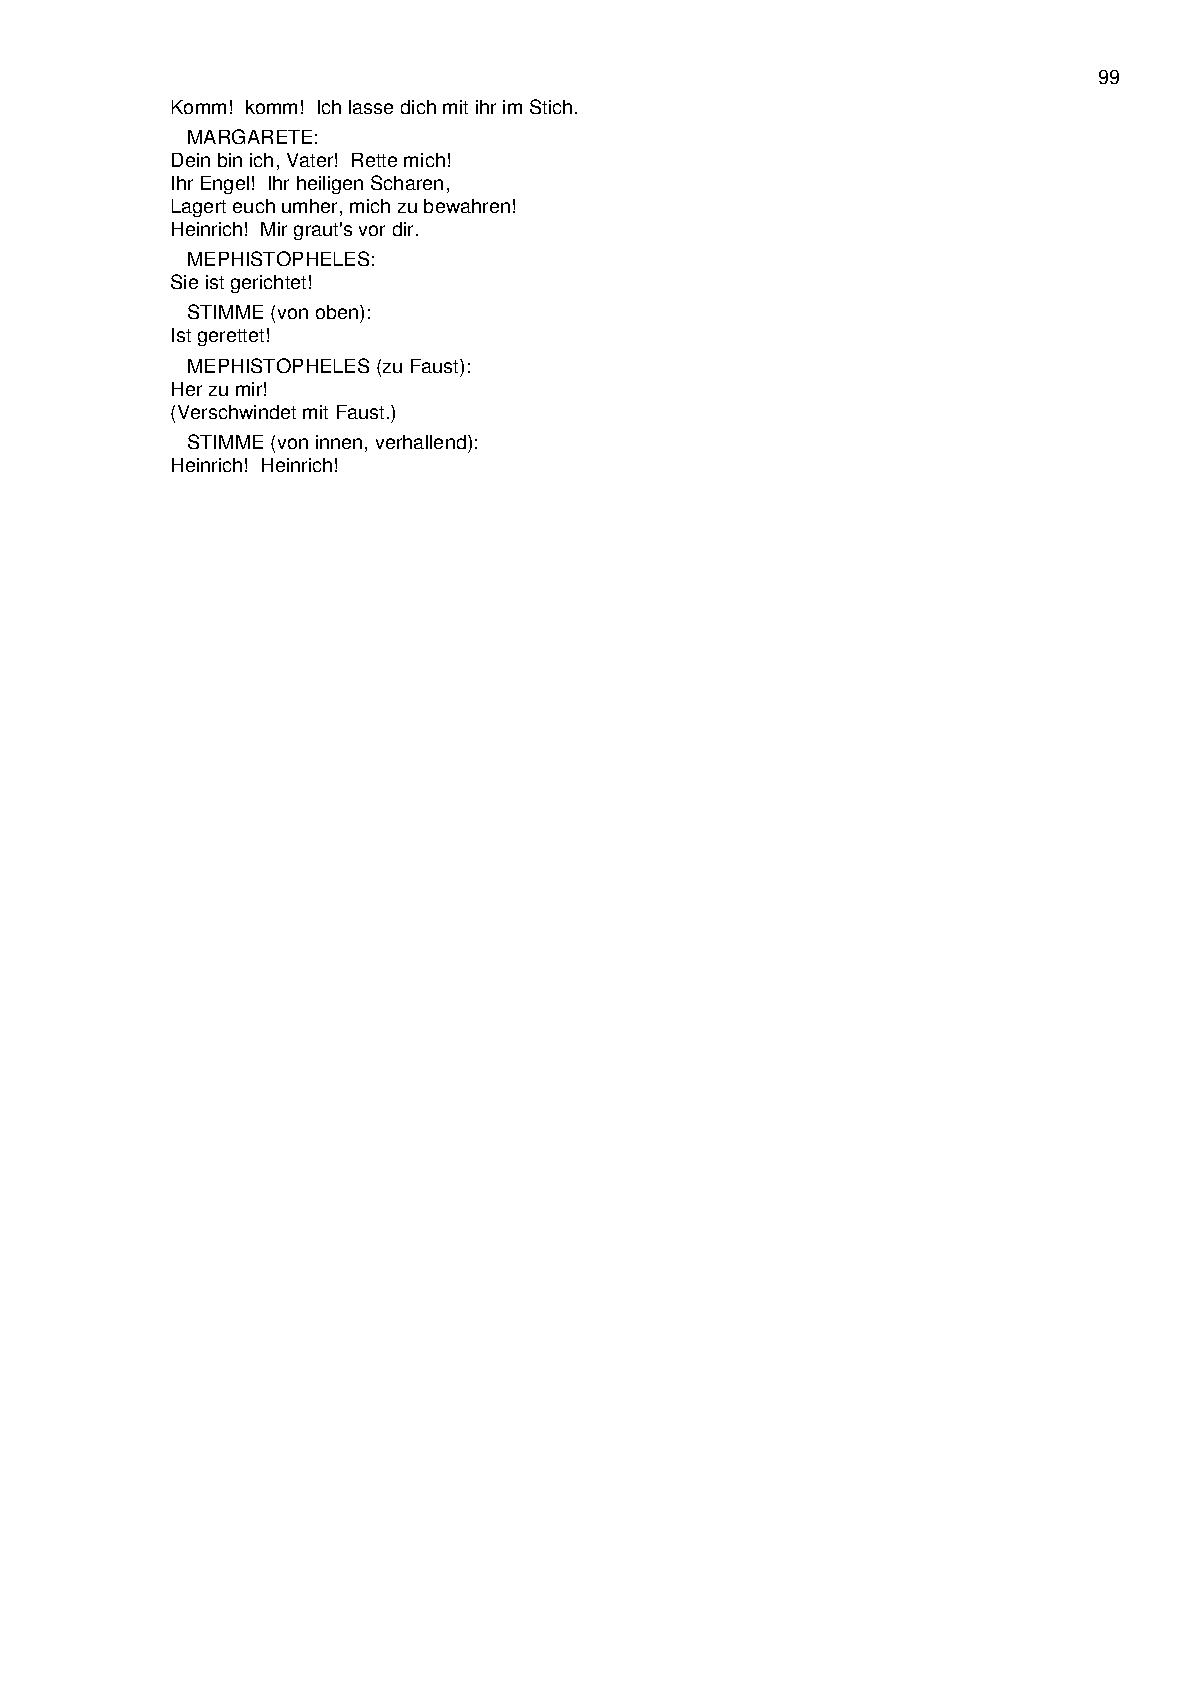 99
Komm!  komm!  Ich lasse dich mit ihr im Stich.
MARGARETE:
Dein bin ich, Vater!  Rette mich!
Ihr Engel!  Ihr heiligen Scharen,
Lagert euch umher, mich zu bewahren!
Heinrich!  Mir graut's vor dir.
MEPHISTOPHELES:
Sie ist gerichtet!
STIMME (von oben):
Ist gerettet!
MEPHISTOPHELES (zu Faust):
Her zu mir!
(Verschwindet mit Faust.)
STIMME (von innen, verhallend):
Heinrich!  Heinrich!